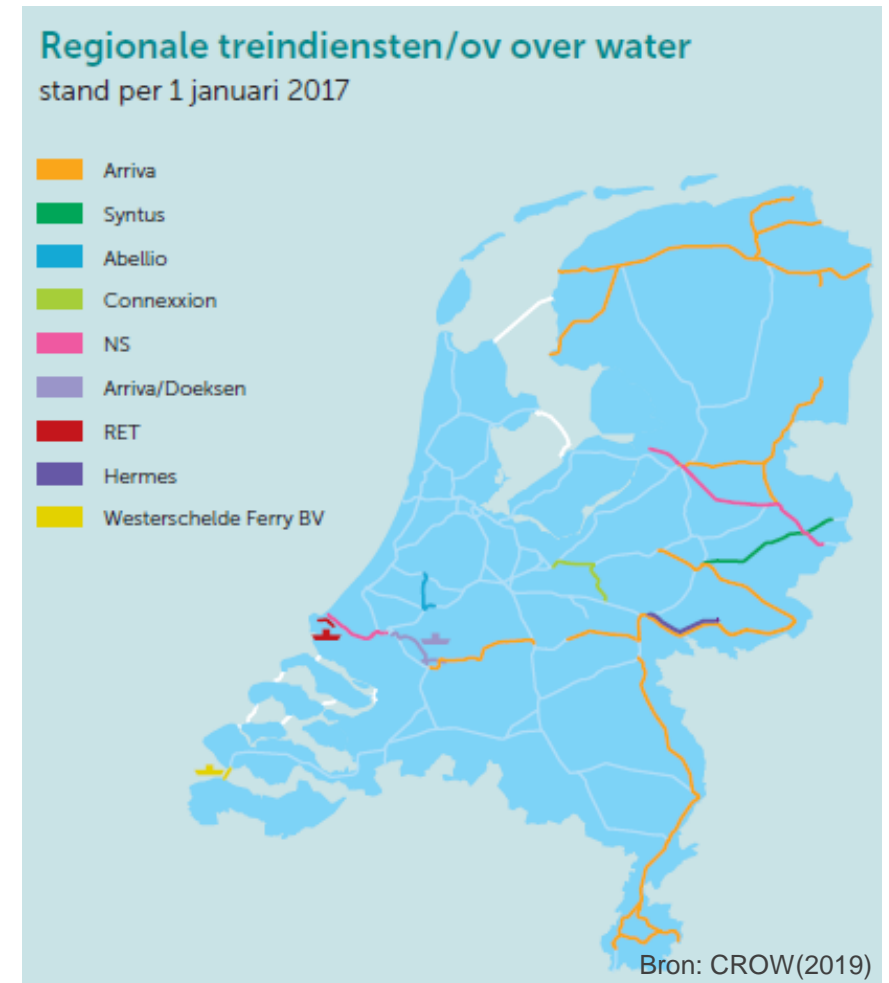 Regionale treindiensten/ov over water
stand per 1 januari 2017
Arriva
Syntus
Abellio
Connexxion
NS
Arriva/Doeksen
RET
Hermes
Westerschelde Ferry BV
Bron: CROW(2019)